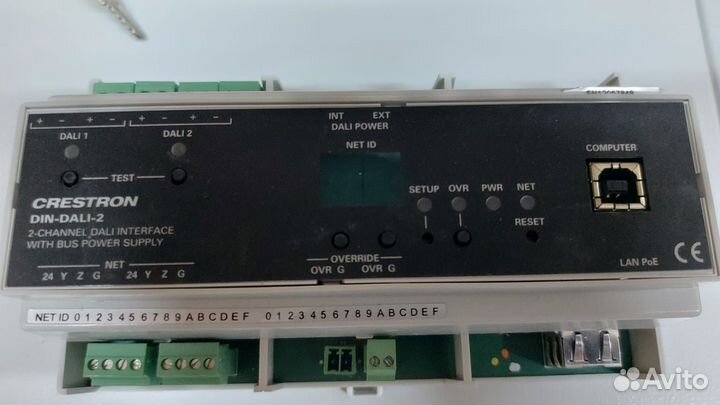 INT EXT
DALI POWER
+ - + - + - + -
DALI 1 DALI 2
NET ID
COMPUTER
TEST
SETUP OVR PWR NET
RESET
CRESTRON
DIN-DALI-2
2-CHANNEL DALI INTERFACE
WITH BUS POWER SUPPLY
NET
24 Y Z G 24 Y Z G
OVERRIDE
OVR G OVR G
LAN PoE
CE
NET ID 0 1 2 3 4 5 6 7 8 9 A B C D E F 0 1 2 3 4 5 6 7 8 9 A B C D E F
Avito